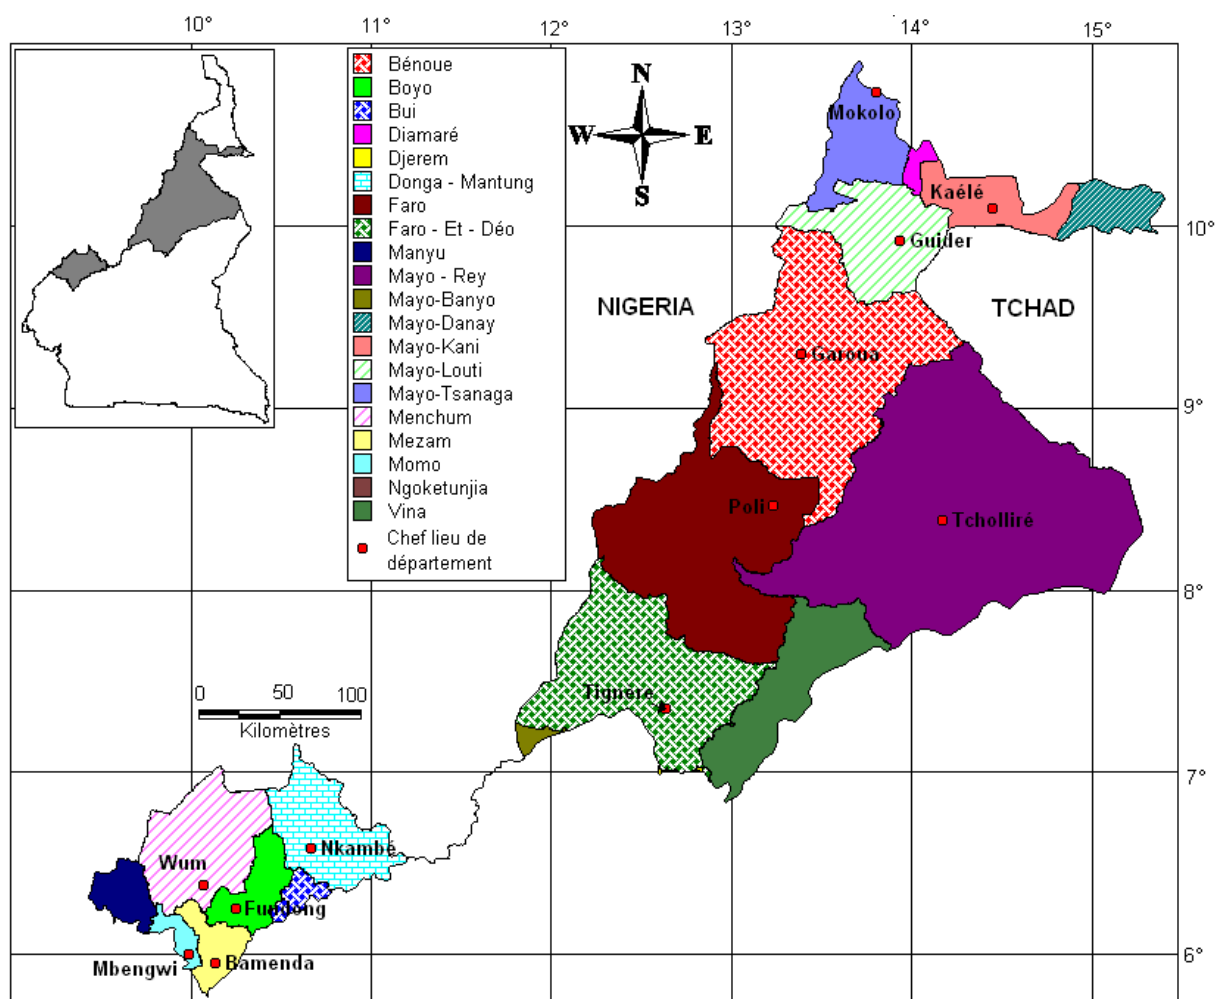 10°
11°
12°
13°
14°
15°
Bénoue
Boyo
Bui
Diamaré
Djerem
Donga - Mantung
Faro
Faro - Et - Déo
Manyu
Mayo - Rey
Mayo-Banyo
Mayo-Danay
Mayo-Kani
Mayo-Louti
Mayo-Tsanaga
Menchum
Mezam
Momo
Ngoketunjia
Vina
Chef lieu de
département
N
W
E
S
Mokolo
Kaélé
10°
Guider
NIGERIA
TCHAD
Garoua
9°
Poli
Tcholliré
8°
Tignere
0
50
100
Kilomètres
7°
Nkambé
Wum
Fundong
6°
Mbengwi
Bamenda